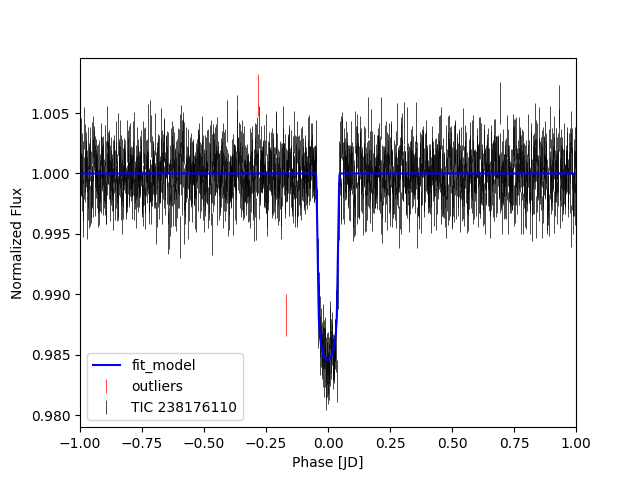 1.005
1.000
0.995
0.990
0.985
0.980
Normalized Flux
fit_model
outliers
TIC 238176110
−1.00 −0.75 −0.50 −0.25 0.00 0.25 0.50 0.75 1.00
Phase [JD]